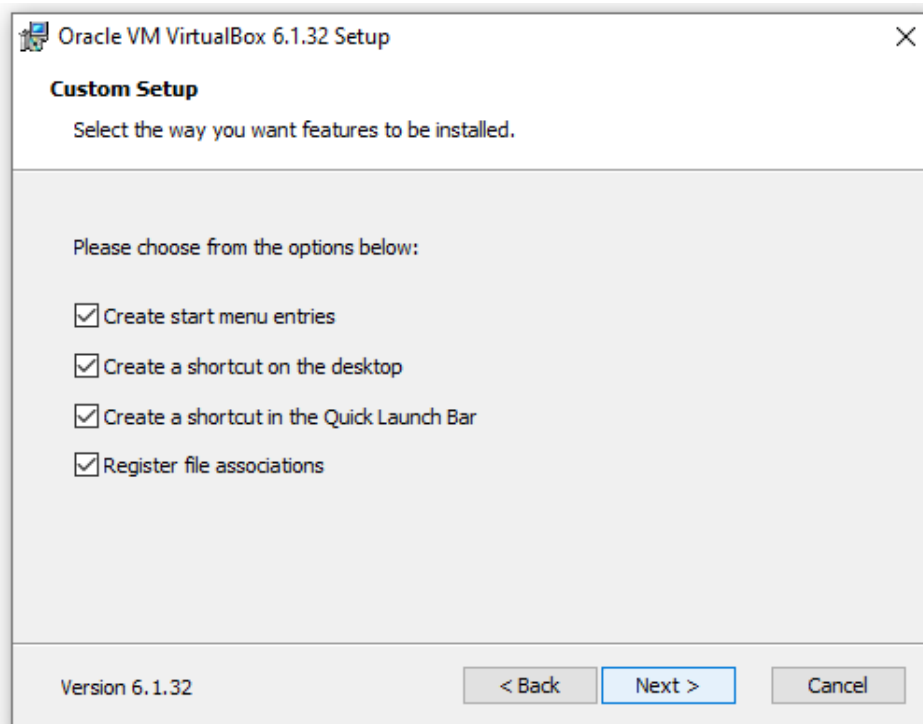 Oracle VM VirtualBox 6.1.32 Setup
Custom Setup
Select the way you want features to be installed.
Please choose from the options below:
Create start menu entries
Create a shortcut on the desktop
Create a shortcut in the Quick Launch Bar
Register file associations
Version 6.1.32
< Back
Next >
Cancel